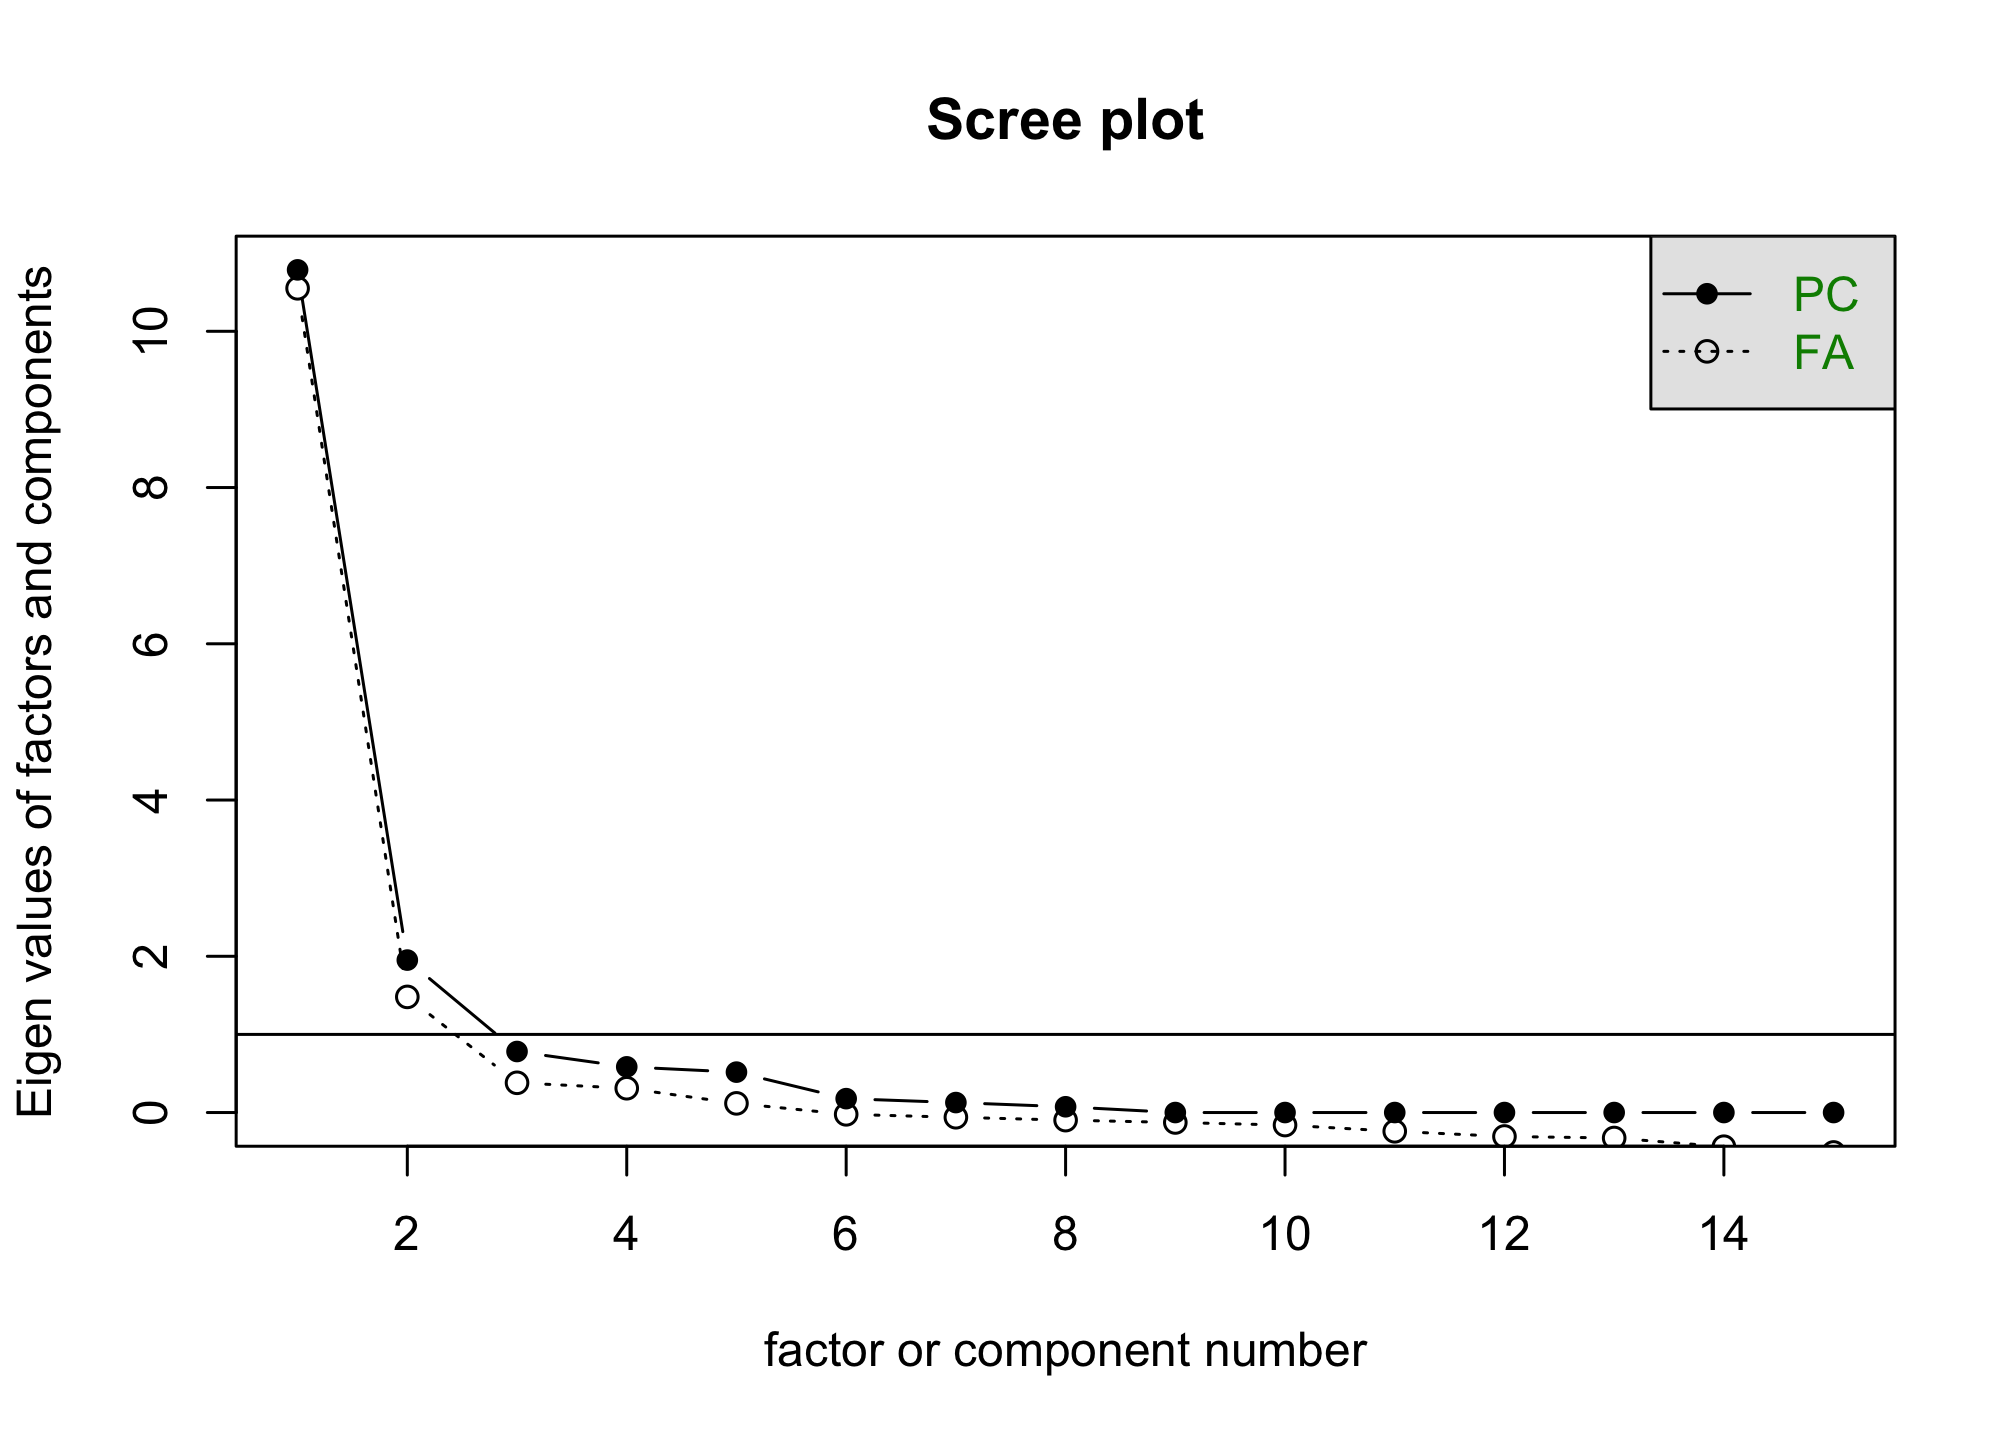 Scree plot
PC
FA
Eigen values of factors and components
10
8
6
4
2
0
2 4 6 8 10 12 14
factor or component number